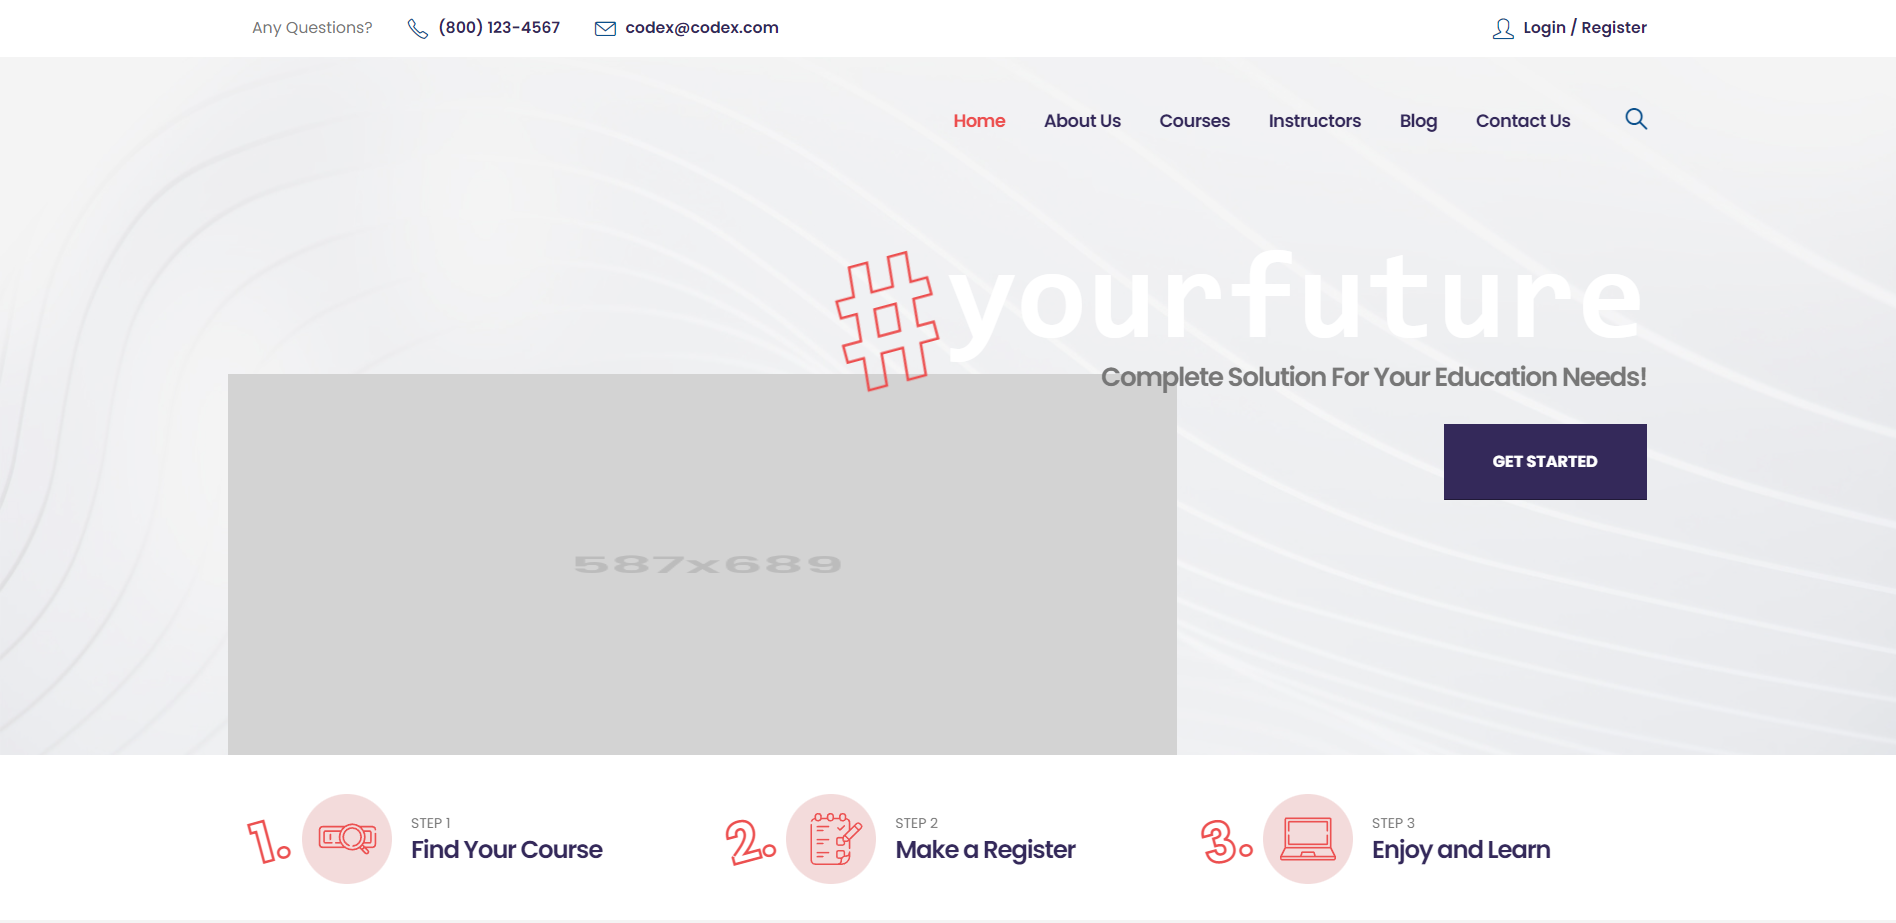 Any Questions? (800) 123-4567 codex@codex.com Login / Register
Home About Us Courses Instructors Blog Contact Us
#yourfuture
Complete Solution For Your Education Needs!
GET STARTED
587x689
1. STEP 1
Find Your Course
2. STEP 2
Make a Register
3. STEP 3
Enjoy and Learn